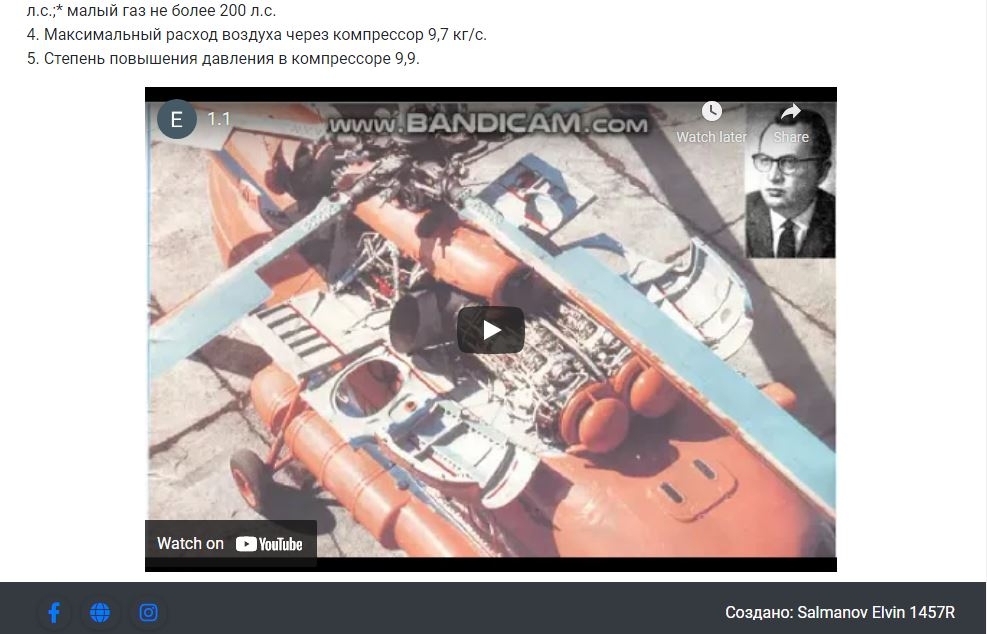 л.с.;* малый газ не более 200 л.с.
4. Максимальный расход воздуха через компрессор 9,7 кг/с.
5. Степень повышения давления в компрессоре 9,9.
E 1.1
www.BANDICAM.com
Watch later
Share
Watch on YouTube
Создано: Salmanov Elvin 1457R